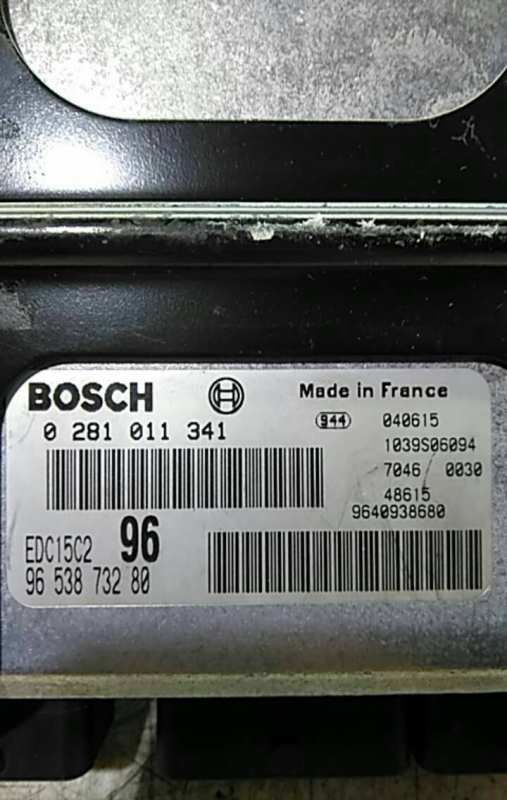 BOSCH
Made in France
0 281 011 341
944 040615
1039S06094
7046 0030
48615
9640938680
EDC15C2 96
96 538 732 80